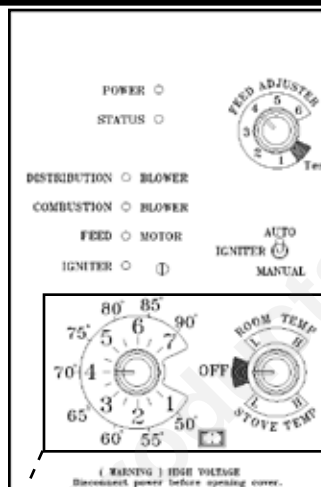 POWER
STATUS
FEED ADJUSTER
1 2 3 4 5 6
Tes
DISTRIBUTION BLOWER
COMBUSTION BLOWER
FEED MOTOR
IGNITER
AUTO
IGNITER
MANUAL
50° 55° 60° 65° 70° 75° 80° 85° 90°
1 2 3 4 5 6 7
ROOM TEMP
L H
OFF
L H
STOVE TEMP
( WARNING ) HIGH VOLTAGE
Disconnect power before opening cover.